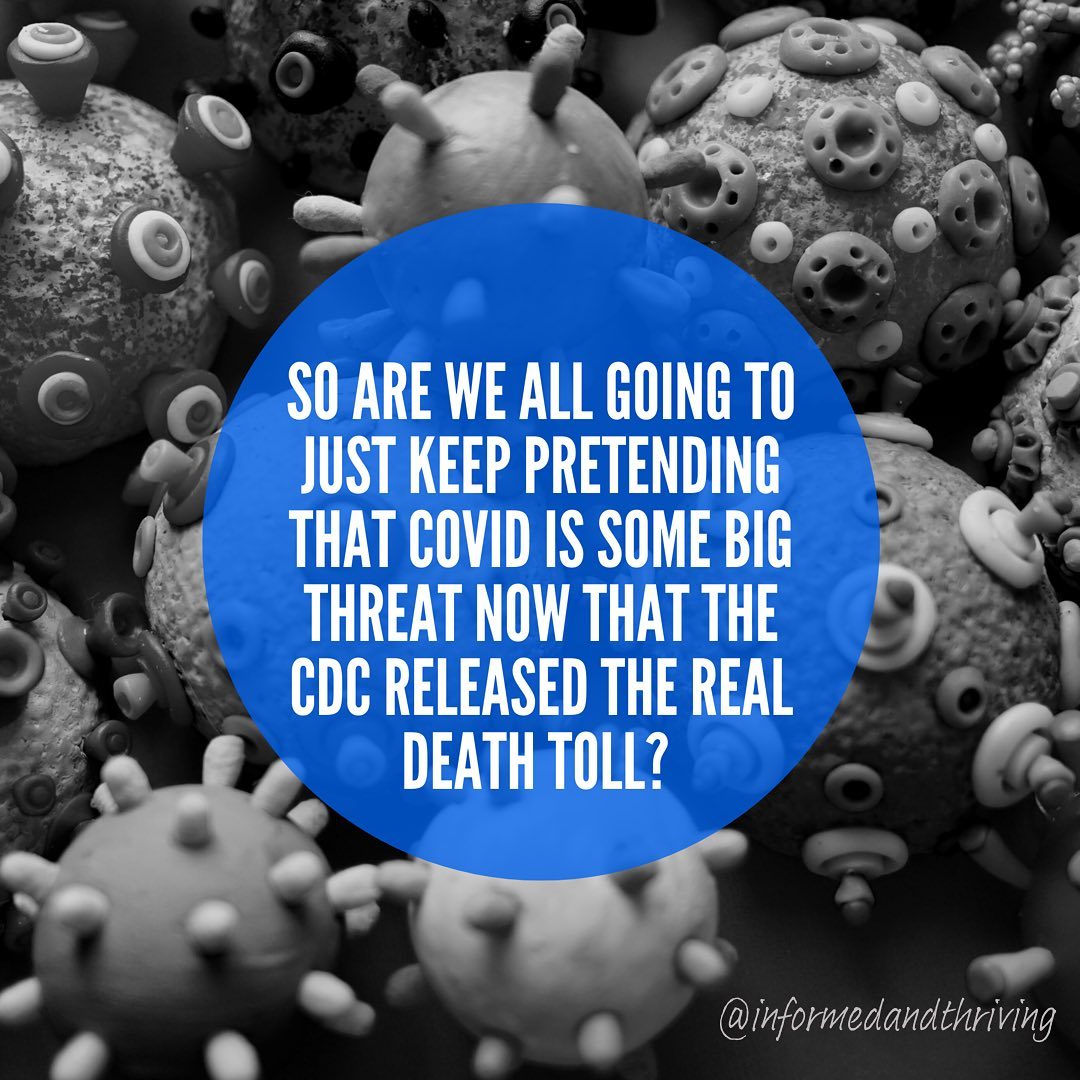 SO ARE WE ALL GOING TO
JUST KEEP PRETENDING
THAT COVID IS SOME BIG
THREAT NOW THAT THE
CDC RELEASED THE REAL
DEATH TOLL?
@informedandthriving